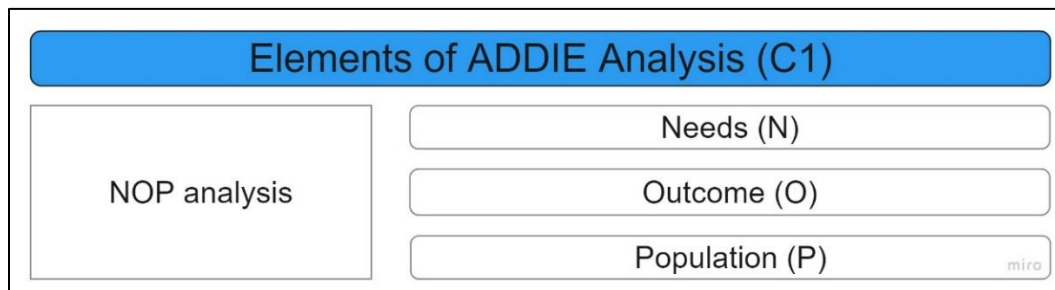 Elements of ADDIE Analysis (C1)
NOP analysis
Needs (N)
Outcome (O)
Population (P)
miro